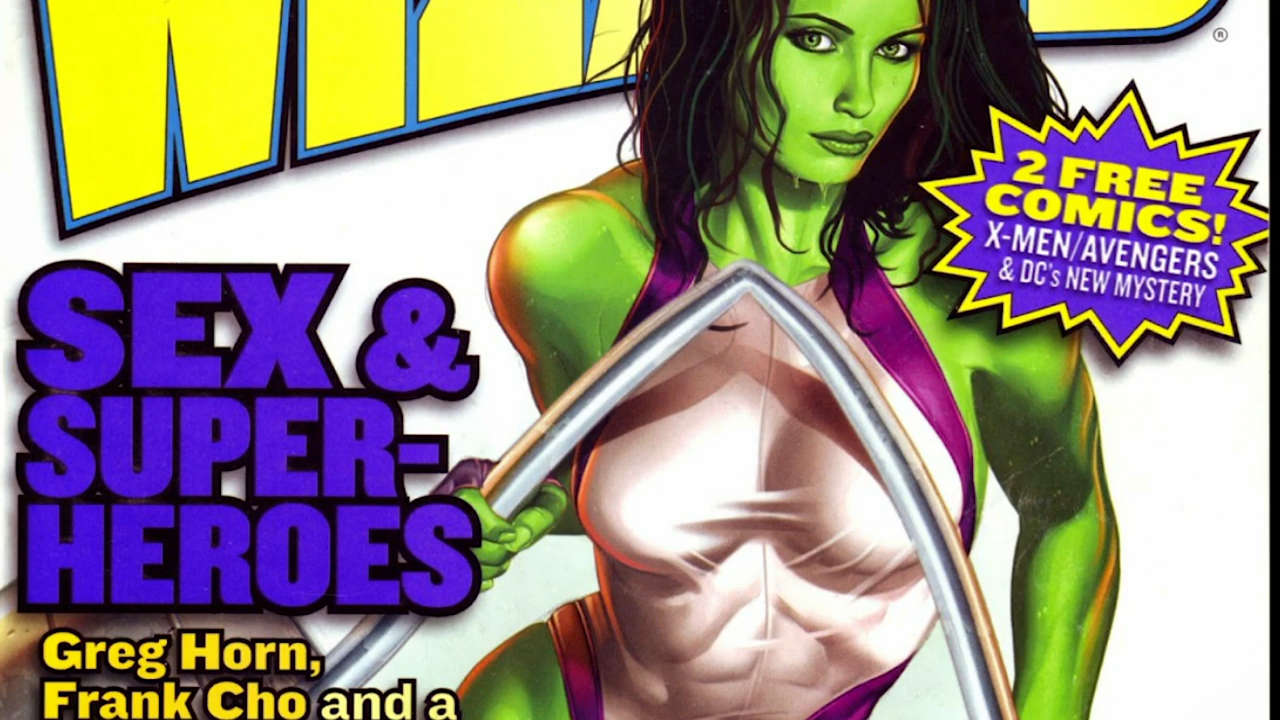 ®
2 FREE
COMICS!
X-MEN/AVENGERS
& DC's NEW MYSTERY
SEX &
SUPER-
HEROES
Greg Horn,
Frank Cho and a